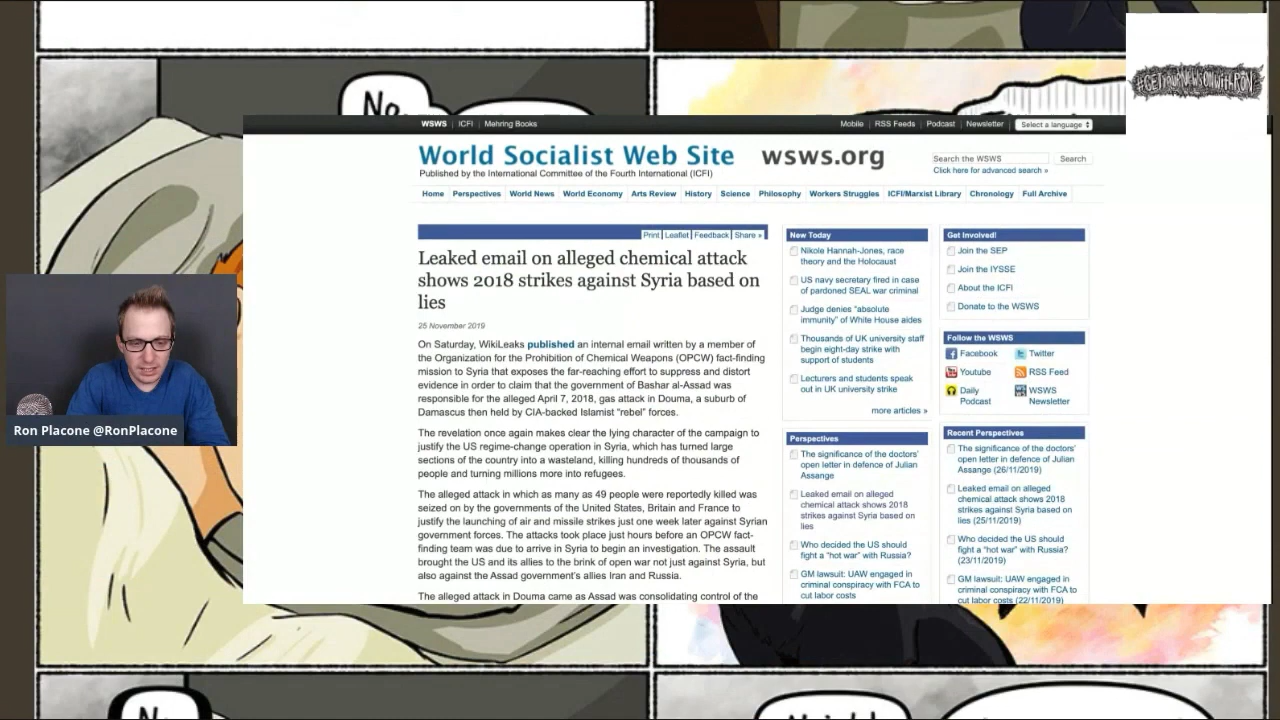 No.
#GETYOURNEWSONWITHRON
WSWS | ICFI | Mehring Books
Mobile | RSS Feeds | Podcast | Newsletter
Select a language
World Socialist Web Site wsws.org
Published by the International Committee of the Fourth International (ICFI)
Search the WSWS
Search
Click here for advanced search »
Home Perspectives World News World Economy Arts Review History Science Philosophy Workers Struggles ICFI/Marxist Library Chronology Full Archive
Print | Leaflet | Feedback | Share »
Leaked email on alleged chemical attack
shows 2018 strikes against Syria based on
lies
25 November 2019
On Saturday, WikiLeaks published an internal email written by a member of
the Organization for the Prohibition of Chemical Weapons (OPCW) fact-finding
mission to Syria that exposes the far-reaching effort to suppress and distort
evidence in order to claim that the government of Bashar al-Assad was
responsible for the alleged April 7, 2018, gas attack in Douma, a suburb of
Damascus then held by CIA-backed Islamist “rebel” forces.
The revelation once again makes clear the lying character of the campaign to
justify the US regime-change operation in Syria, which has turned large
sections of the country into a wasteland, killing hundreds of thousands of
people and turning millions more into refugees.
The alleged attack in which as many as 49 people were reportedly killed was
seized on by the governments of the United States, Britain and France to
justify the launching of air and missile strikes just one week later against Syrian
government forces. The attacks took place just hours before an OPCW fact-
finding team was due to arrive in Syria to begin an investigation. The assault
brought the US and its allies to the brink of open war not just against Syria, but
also against the Assad government’s allies Iran and Russia.
The alleged attack in Douma came as Assad was consolidating control of the
New Today
Nikole Hannah-Jones, race
theory and the Holocaust
US navy secretary fired in case
of pardoned SEAL war criminal
Judge denies “absolute
immunity” of White House aides
Thousands of UK university staff
begin eight-day strike with
support of students
Lecturers and students speak
out in UK university strike
more articles »
Perspectives
The significance of the doctors’
open letter in defence of Julian
Assange
Leaked email on alleged
chemical attack shows 2018
strikes against Syria based on
lies
Who decided the US should
fight a “hot war” with Russia?
GM lawsuit: UAW engaged in
criminal conspiracy with FCA to
cut labor costs
Get Involved!
Join the SEP
Join the IYSSE
About the ICFI
Donate to the WSWS
Follow the WSWS
Facebook Twitter
Youtube RSS Feed
Daily
Podcast
WSWS
Newsletter
Recent Perspectives
The significance of the doctors’
open letter in defence of Julian
Assange (26/11/2019)
Leaked email on alleged
chemical attack shows 2018
strikes against Syria based on
lies (25/11/2019)
Who decided the US should
fight a “hot war” with Russia?
(23/11/2019)
GM lawsuit: UAW engaged in
criminal conspiracy with FCA to
cut labor costs (22/11/2019)
Ron Placone @RonPlacone